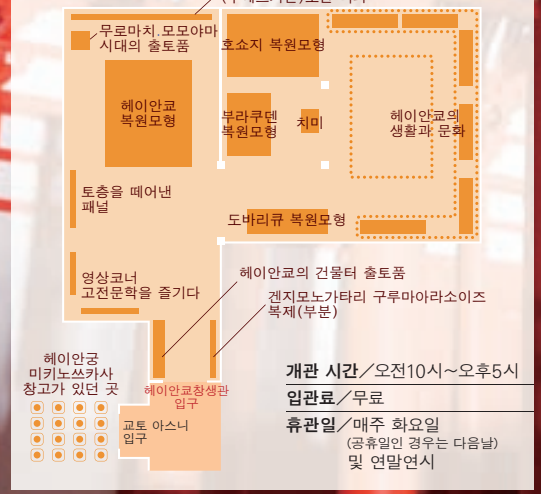 무로마치.모모야마
시대의 출토품
호쇼지 복원모형
헤이안쿄
복원모형
부라쿠덴
복원모형
치미
헤이안쿄의
생활과 문화
토층을 떼어낸
패널
도바리큐 복원모형
영상코너
고전문학을 즐기다
헤이안쿄의 건물터 출토품
겐지모노가타리 구루마아라소이즈
복제(부분)
헤이안궁
미키노쓰카사
창고가 있던 곳
헤이안쿄창생관
입구
교토 아스니
입구
개관 시간／오전10시～오후5시
입관료／무료
휴관일／매주 화요일
(공휴일인 경우는 다음날)
및 연말연시